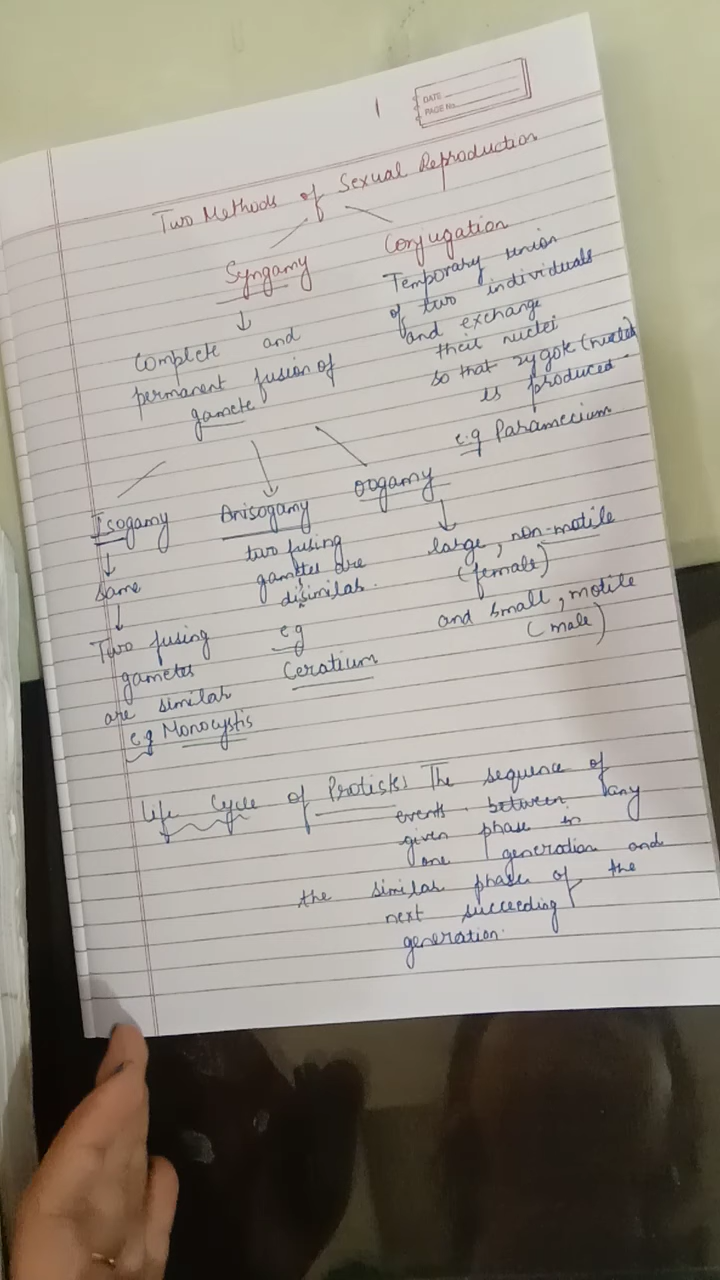 1
DATE
PAGE No.
Two Methods of Sexual Reproduction
Syngamy
Complete and
permanent fusion of
gamete
Conjugation
Temporary union
of two individuals
and exchange
their nuclei
so that zygote (nuclei)
is produced
e.g Paramecium
Isogamy
Same
Two fusing
gametes
are similar
e.g Monocystis
Anisogamy
two fusing
gametes are
disimilar.
eg
Ceratium
Oogamy
large, non-motile
(female)
and small, motile
(male)
Life Cycle of Protists: The sequence of
events between any
given phase in
one generation and
the similar phase of the
next succeeding
generation.